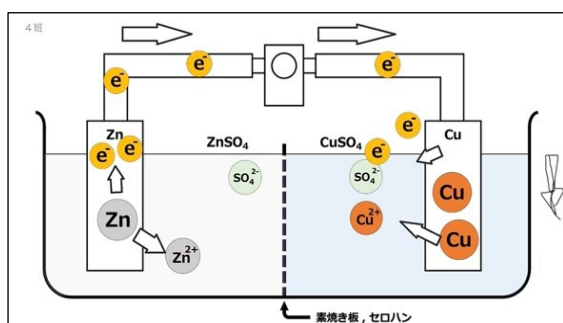 4班
e⁻ e⁻
e⁻
e⁻
Zn ZnSO₄ CuSO₄ Cu
e⁻ e⁻ e⁻
SO₄²⁻ SO₄²⁻
Zn Cu²⁺ Cu
Cu
Zn²⁺
素焼き板 , セロハン